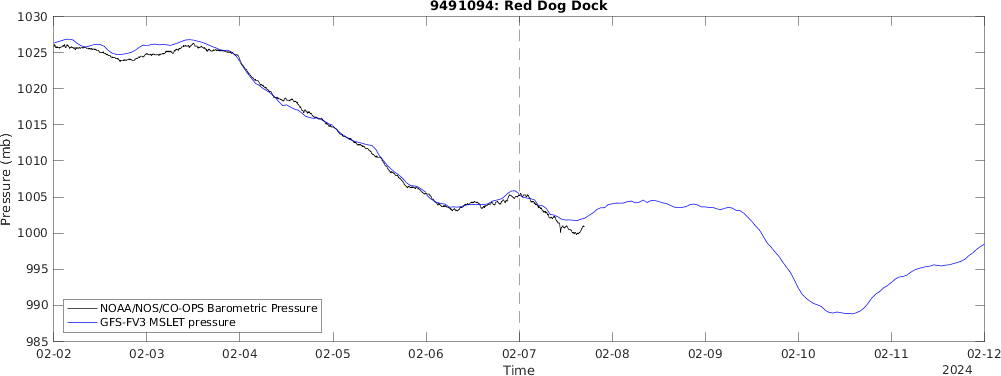 9491094: Red Dog Dock
1030
1025
1020
1015
1010
1005
1000
995
990
985
Pressure (mb)
NOAA/NOS/CO-OPS Barometric Pressure
GFS-FV3 MSLET pressure
02-02 02-03 02-04 02-05 02-06 02-07 02-08 02-09 02-10 02-11 02-12
Time
2024